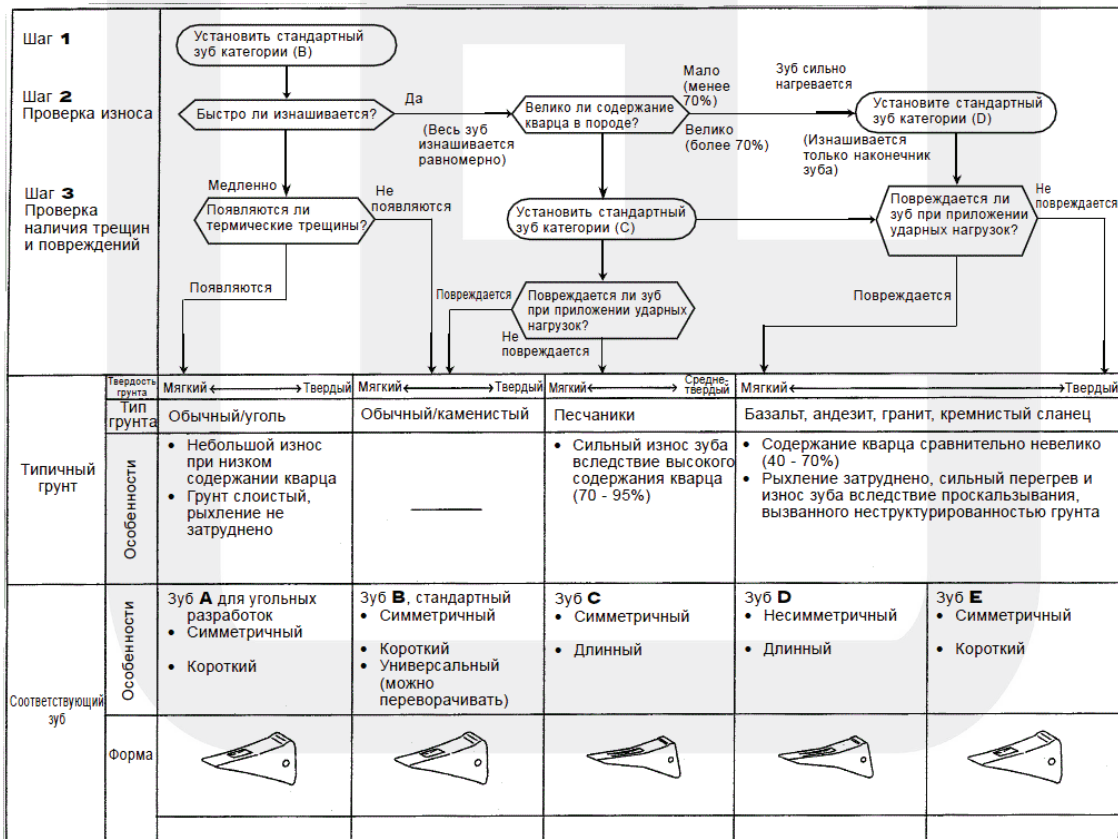 Шаг 1
Установить стандартный
зуб категории (B)
Шаг 2
Проверка износа
Быстро ли изнашивается?
Да
(Весь зуб
изнашивается
равномерно)
Велико ли содержание
кварца в породе?
Мало
(менее
70%)
Велико
(более 70%)
Зуб сильно
нагревается
Установите стандартный
зуб категории (D)
(Изнашивается
только наконечник
зуба)
Шаг 3
Проверка
наличия трещин
и повреждений
Медленно
Появляются ли
термические трещины?
Не
появляются
Установить стандартный
зуб категории (C)
Повреждается ли
зуб при приложении
ударных нагрузок?
Не
повреждается
Появляются
Повреждается
Повреждается ли зуб
при приложении ударных
нагрузок?
Не
повреждается
Повреждается
Твердость
грунта
Мягкий
Твердый
Мягкий
Твердый
Мягкий
Средне-
твердый
Мягкий
Твердый
Типичный
грунт
Тип
грунта
Обычный/уголь
Обычный/каменистый
Песчаники
Базальт, андезит, гранит, кремнистый сланец
Особенности
• Небольшой износ
при низком
содержании кварца
• Грунт слоистый,
рыхление не
затруднено
• Сильный износ зуба
вследствие высокого
содержания кварца
(70 - 95%)
• Содержание кварца сравнительно невелико
(40 - 70%)
• Рыхление затруднено, сильный перегрев и
износ зуба вследствие проскальзывания,
вызванного неструктурированностью грунта
Соответствующий
зуб
Особенности
Зуб A для угольных
разработок
• Симметричный
• Короткий
Зуб B, стандартный
• Симметричный
• Короткий
• Универсальный
(можно
переворачивать)
Зуб C
• Симметричный
• Длинный
Зуб D
• Несимметричный
• Длинный
Зуб E
• Симметричный
• Короткий
Форма